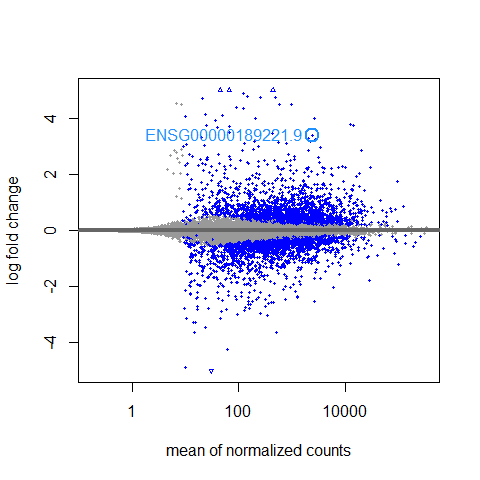 4
ENSG00000189221.9
2
0
-2
-4
log fold change
1 100 10000
mean of normalized counts